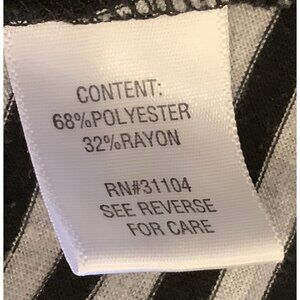 CONTENT:
68%POLYESTER
32%RAYON
RN#31104
SEE REVERSE
FOR CARE